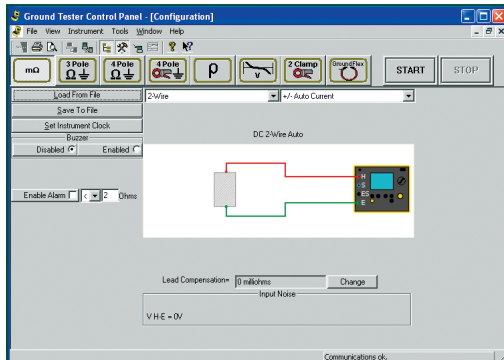 Ground Tester Control Panel - [Configuration]
File View Instrument Tools Window Help
mΩ
3 Pole
Ω
4 Pole
Ω
4 Pole
ρ
V
2 Clamp
GroundFlex
START
STOP
Load From File
Save To File
Set Instrument Clock
Buzzer
Disabled Enabled
Enable Alarm < 2 Ohms
2-Wire
+/- Auto Current
DC 2-Wire Auto
H
S
ES
E
Lead Compensation= 0 milliohms Change
Input Noise
V H-E = 0V
Communications ok.